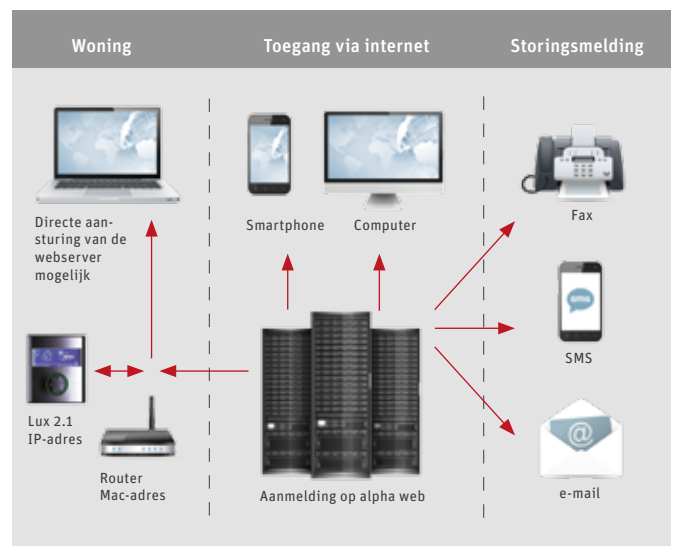 Woning
Toegang via internet
Storingsmelding
Directe aan-
sturing van de
webserver
mogelijk
Smartphone
Computer
Fax
sms
SMS
Lux 2.1
IP-adres
Router
Mac-adres
Aanmelding op alpha web
@
e-mail